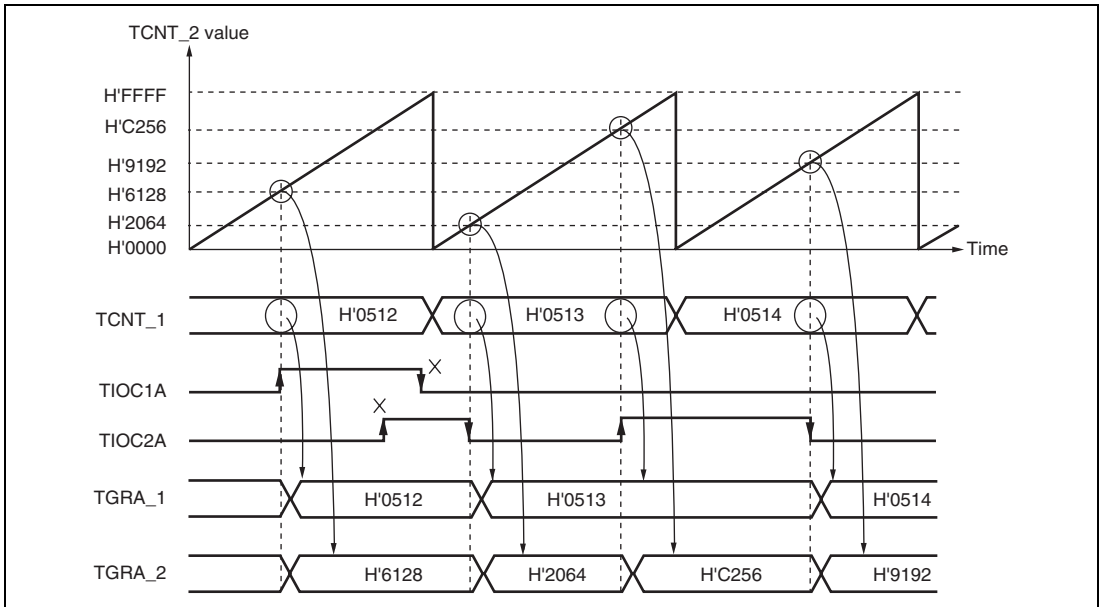 TCNT_2 value
H'FFFF
H'C256
H'9192
H'6128
H'2064
H'0000
Time
TCNT_1 H'0512 H'0513 H'0514
TIOC1A
TIOC2A
TGRA_1 H'0512 H'0513 H'0514
TGRA_2 H'6128 H'2064 H'C256 H'9192